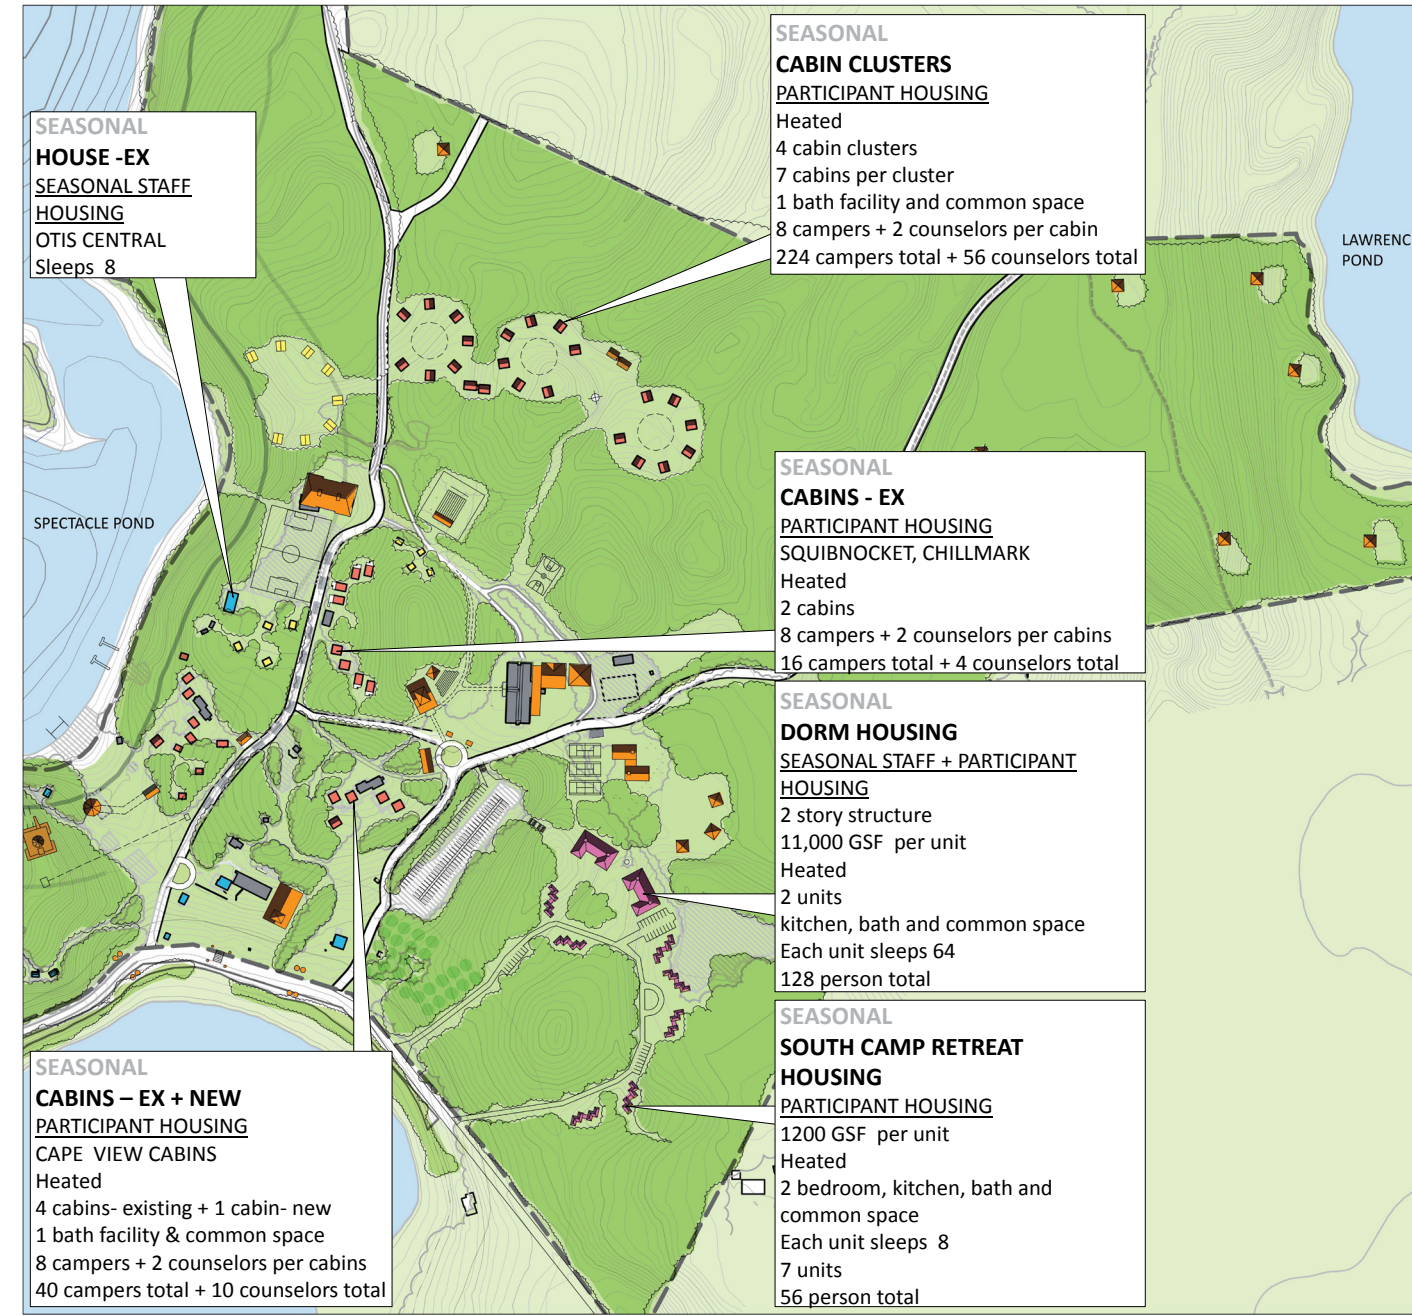 SEASONAL
CABIN CLUSTERS
PARTICIPANT HOUSING
Heated
4 cabin clusters
7 cabins per cluster
1 bath facility and common space
8 campers + 2 counselors per cabin
224 campers total + 56 counselors total
SEASONAL
HOUSE -EX
SEASONAL STAFF
HOUSING
OTIS CENTRAL
Sleeps 8
LAWRENC
POND
SPECTACLE POND
SEASONAL
CABINS - EX
PARTICIPANT HOUSING
SQUIBNOCKET, CHILLMARK
Heated
2 cabins
8 campers + 2 counselors per cabins
16 campers total + 4 counselors total
SEASONAL
DORM HOUSING
SEASONAL STAFF + PARTICIPANT
HOUSING
2 story structure
11,000 GSF per unit
Heated
2 units
kitchen, bath and common space
Each unit sleeps 64
128 person total
SEASONAL
SOUTH CAMP RETREAT
HOUSING
PARTICIPANT HOUSING
1200 GSF per unit
Heated
2 bedroom, kitchen, bath and
common space
Each unit sleeps 8
7 units
56 person total
SEASONAL
CABINS – EX + NEW
PARTICIPANT HOUSING
CAPE VIEW CABINS
Heated
4 cabins- existing + 1 cabin- new
1 bath facility & common space
8 campers + 2 counselors per cabins
40 campers total + 10 counselors total